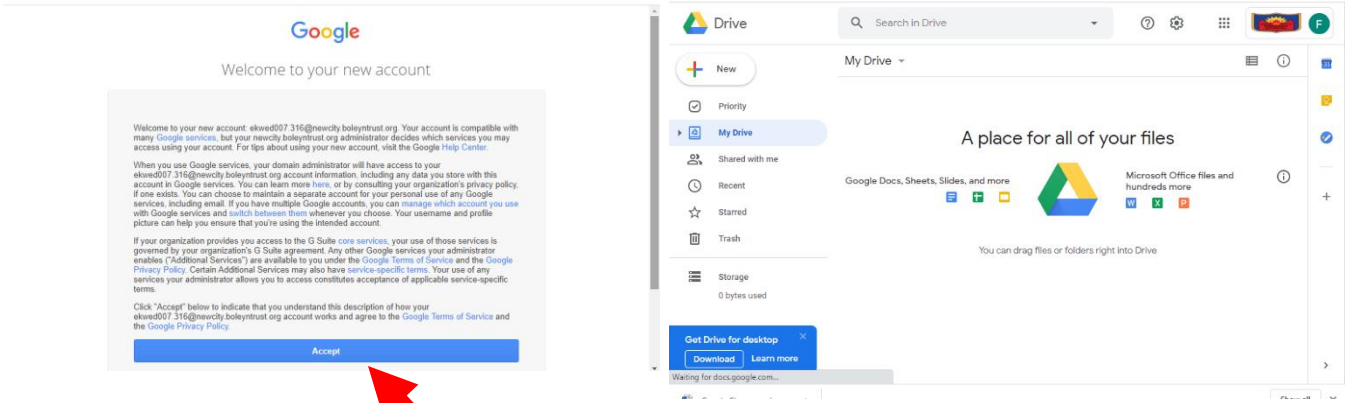 Google
Welcome to your new account
Welcome to your new account: ekwed007.316@newcity.boleyntrust.org. Your account is compatible with
many Google services, but your newcity.boleyntrust.org administrator decides which services you may
access using your account. For tips about using your new account, visit the Google Help Center.
When you use Google services, your domain administrator will have access to your
ekwed007.316@newcity.boleyntrust.org account information, including any data you store with this
account in Google services. You can learn more here, or by consulting your organization's privacy policy,
if one exists. You can choose to maintain a separate account for your personal use of any Google
services, including email. If you have multiple Google accounts, you can manage which account you use
with Google services and switch between them whenever you choose. Your username and profile
picture can help you ensure that you're using the intended account.
If your organization provides you access to the G Suite core services, your use of those services is
governed by your organization's G Suite agreement. Any other Google services your administrator
enables ("Additional Services") are available to you under the Google Terms of Service and the Google
Privacy Policy. Certain Additional Services may also have service-specific terms. Your use of any
services your administrator allows you to access constitutes acceptance of applicable service-specific
terms.
Click "Accept" below to indicate that you understand this description of how your
ekwed007.316@newcity.boleyntrust.org account works and agree to the Google Terms of Service and
the Google Privacy Policy.
Accept
Drive
Search in Drive
F
New
My Drive
Priority
My Drive
Shared with me
Recent
Starred
Trash
Storage
0 bytes used
A place for all of your files
Google Docs, Sheets, Slides, and more
Microsoft Office files and
hundreds more
W X P
You can drag files or folders right into Drive
Get Drive for desktop
Download Learn more
Waiting for docs.google.com...
Show all